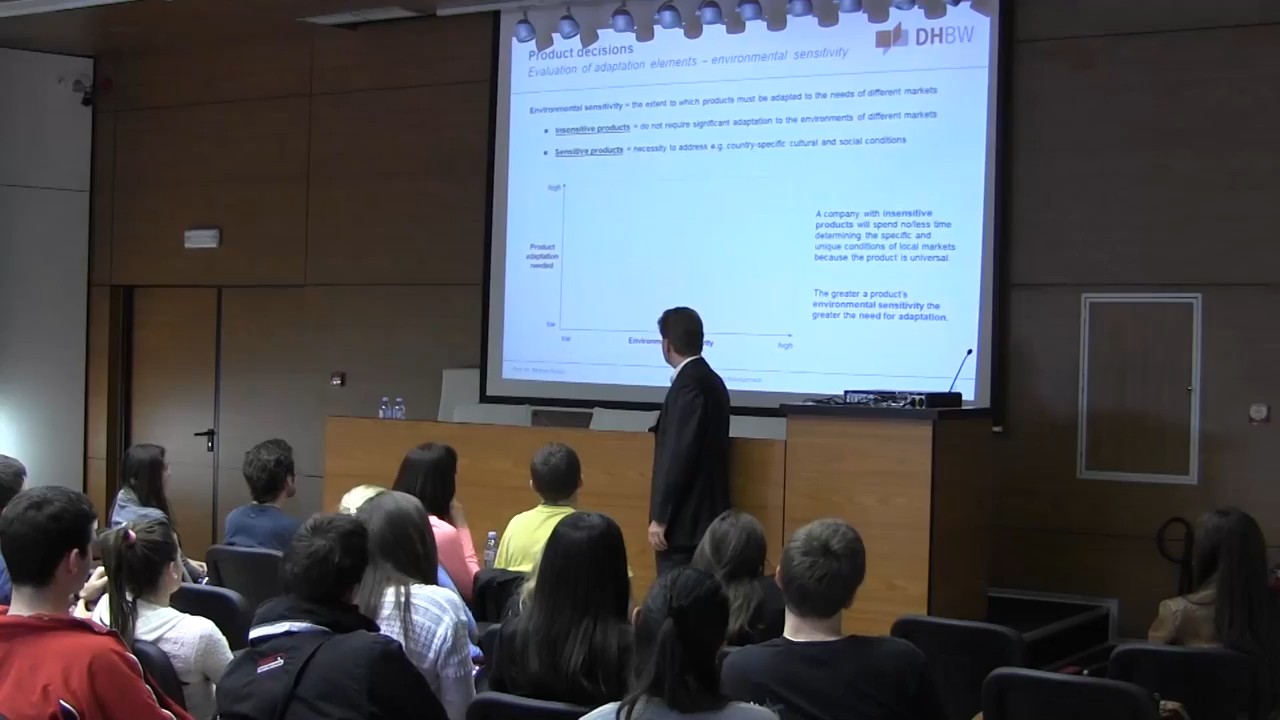 DHBW
Product decisions
Evaluation of adaptation elements – environmental sensitivity
Environmental sensitivity = the extent to which products must be adapted to the needs of different markets
Insensitive products = do not require significant adaptation to the environments of different markets
Sensitive products = necessity to address e.g. country-specific cultural and social conditions
high
Product
adaptation
needed
low
low
high
A company with insensitive
products will spend no/less time
determining the specific and
unique conditions of local markets
because the product is universal.
The greater a product's
environmental sensitivity the
greater the need for adaptation.